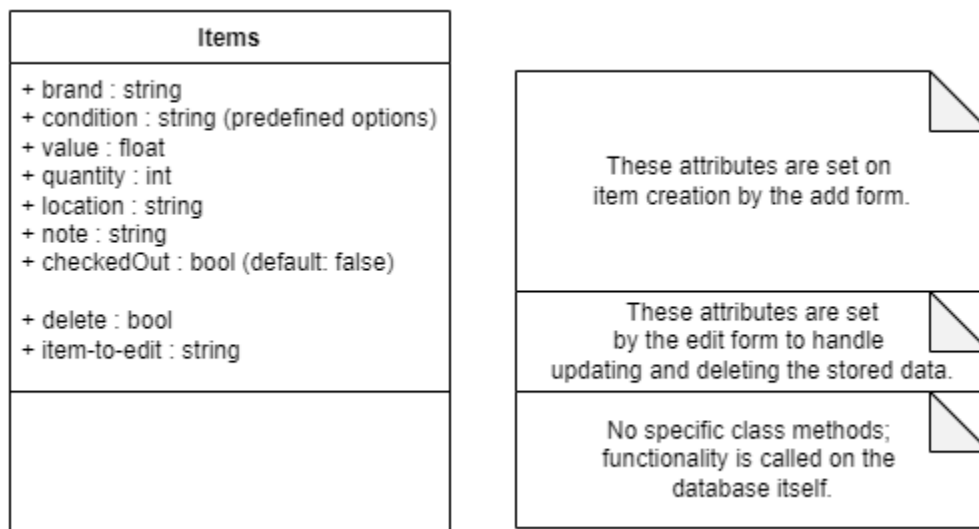 Items
+ brand : string
+ condition : string (predefined options)
+ value : float
+ quantity : int
+ location : string
+ note : string
+ checkedOut : bool (default: false)
+ delete : bool
+ item-to-edit : string
These attributes are set on
item creation by the add form.
These attributes are set
by the edit form to handle
updating and deleting the stored data.
No specific class methods;
functionality is called on the
database itself.